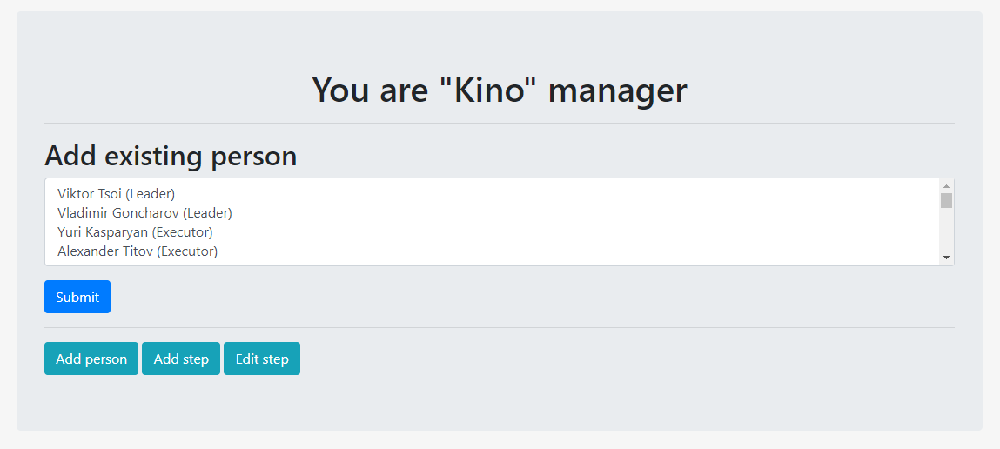 You are "Kino" manager
Add existing person
Viktor Tsoi (Leader)
Vladimir Goncharov (Leader)
Yuri Kasparyan (Executor)
Alexander Titov (Executor)
Submit
Add person Add step Edit step